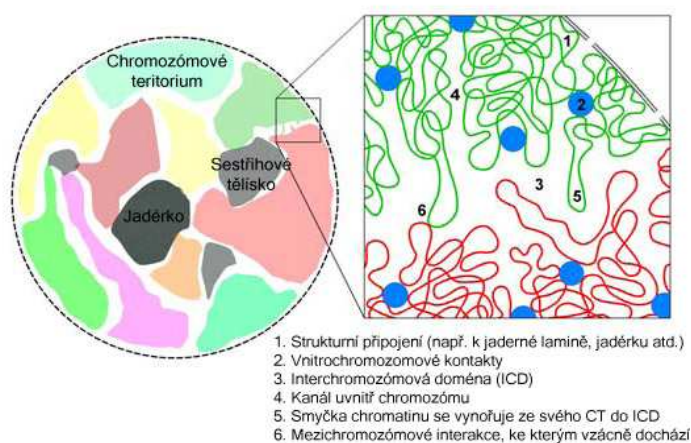 Chromozómové
teritorium
Sestřihové
tělísko
Jadérko
1
4
2
3
5
6
1. Strukturní připojení (např. k jaderné lamině, jadérku atd.)
2. Vnitrochromozomové kontakty
3. Interchromozómová doména (ICD)
4. Kanál uvnitř chromozómu
5. Smyčka chromatinu se vynořuje ze svého CT do ICD
6. Mezichromozómové interakce, ke kterým vzácně dochází